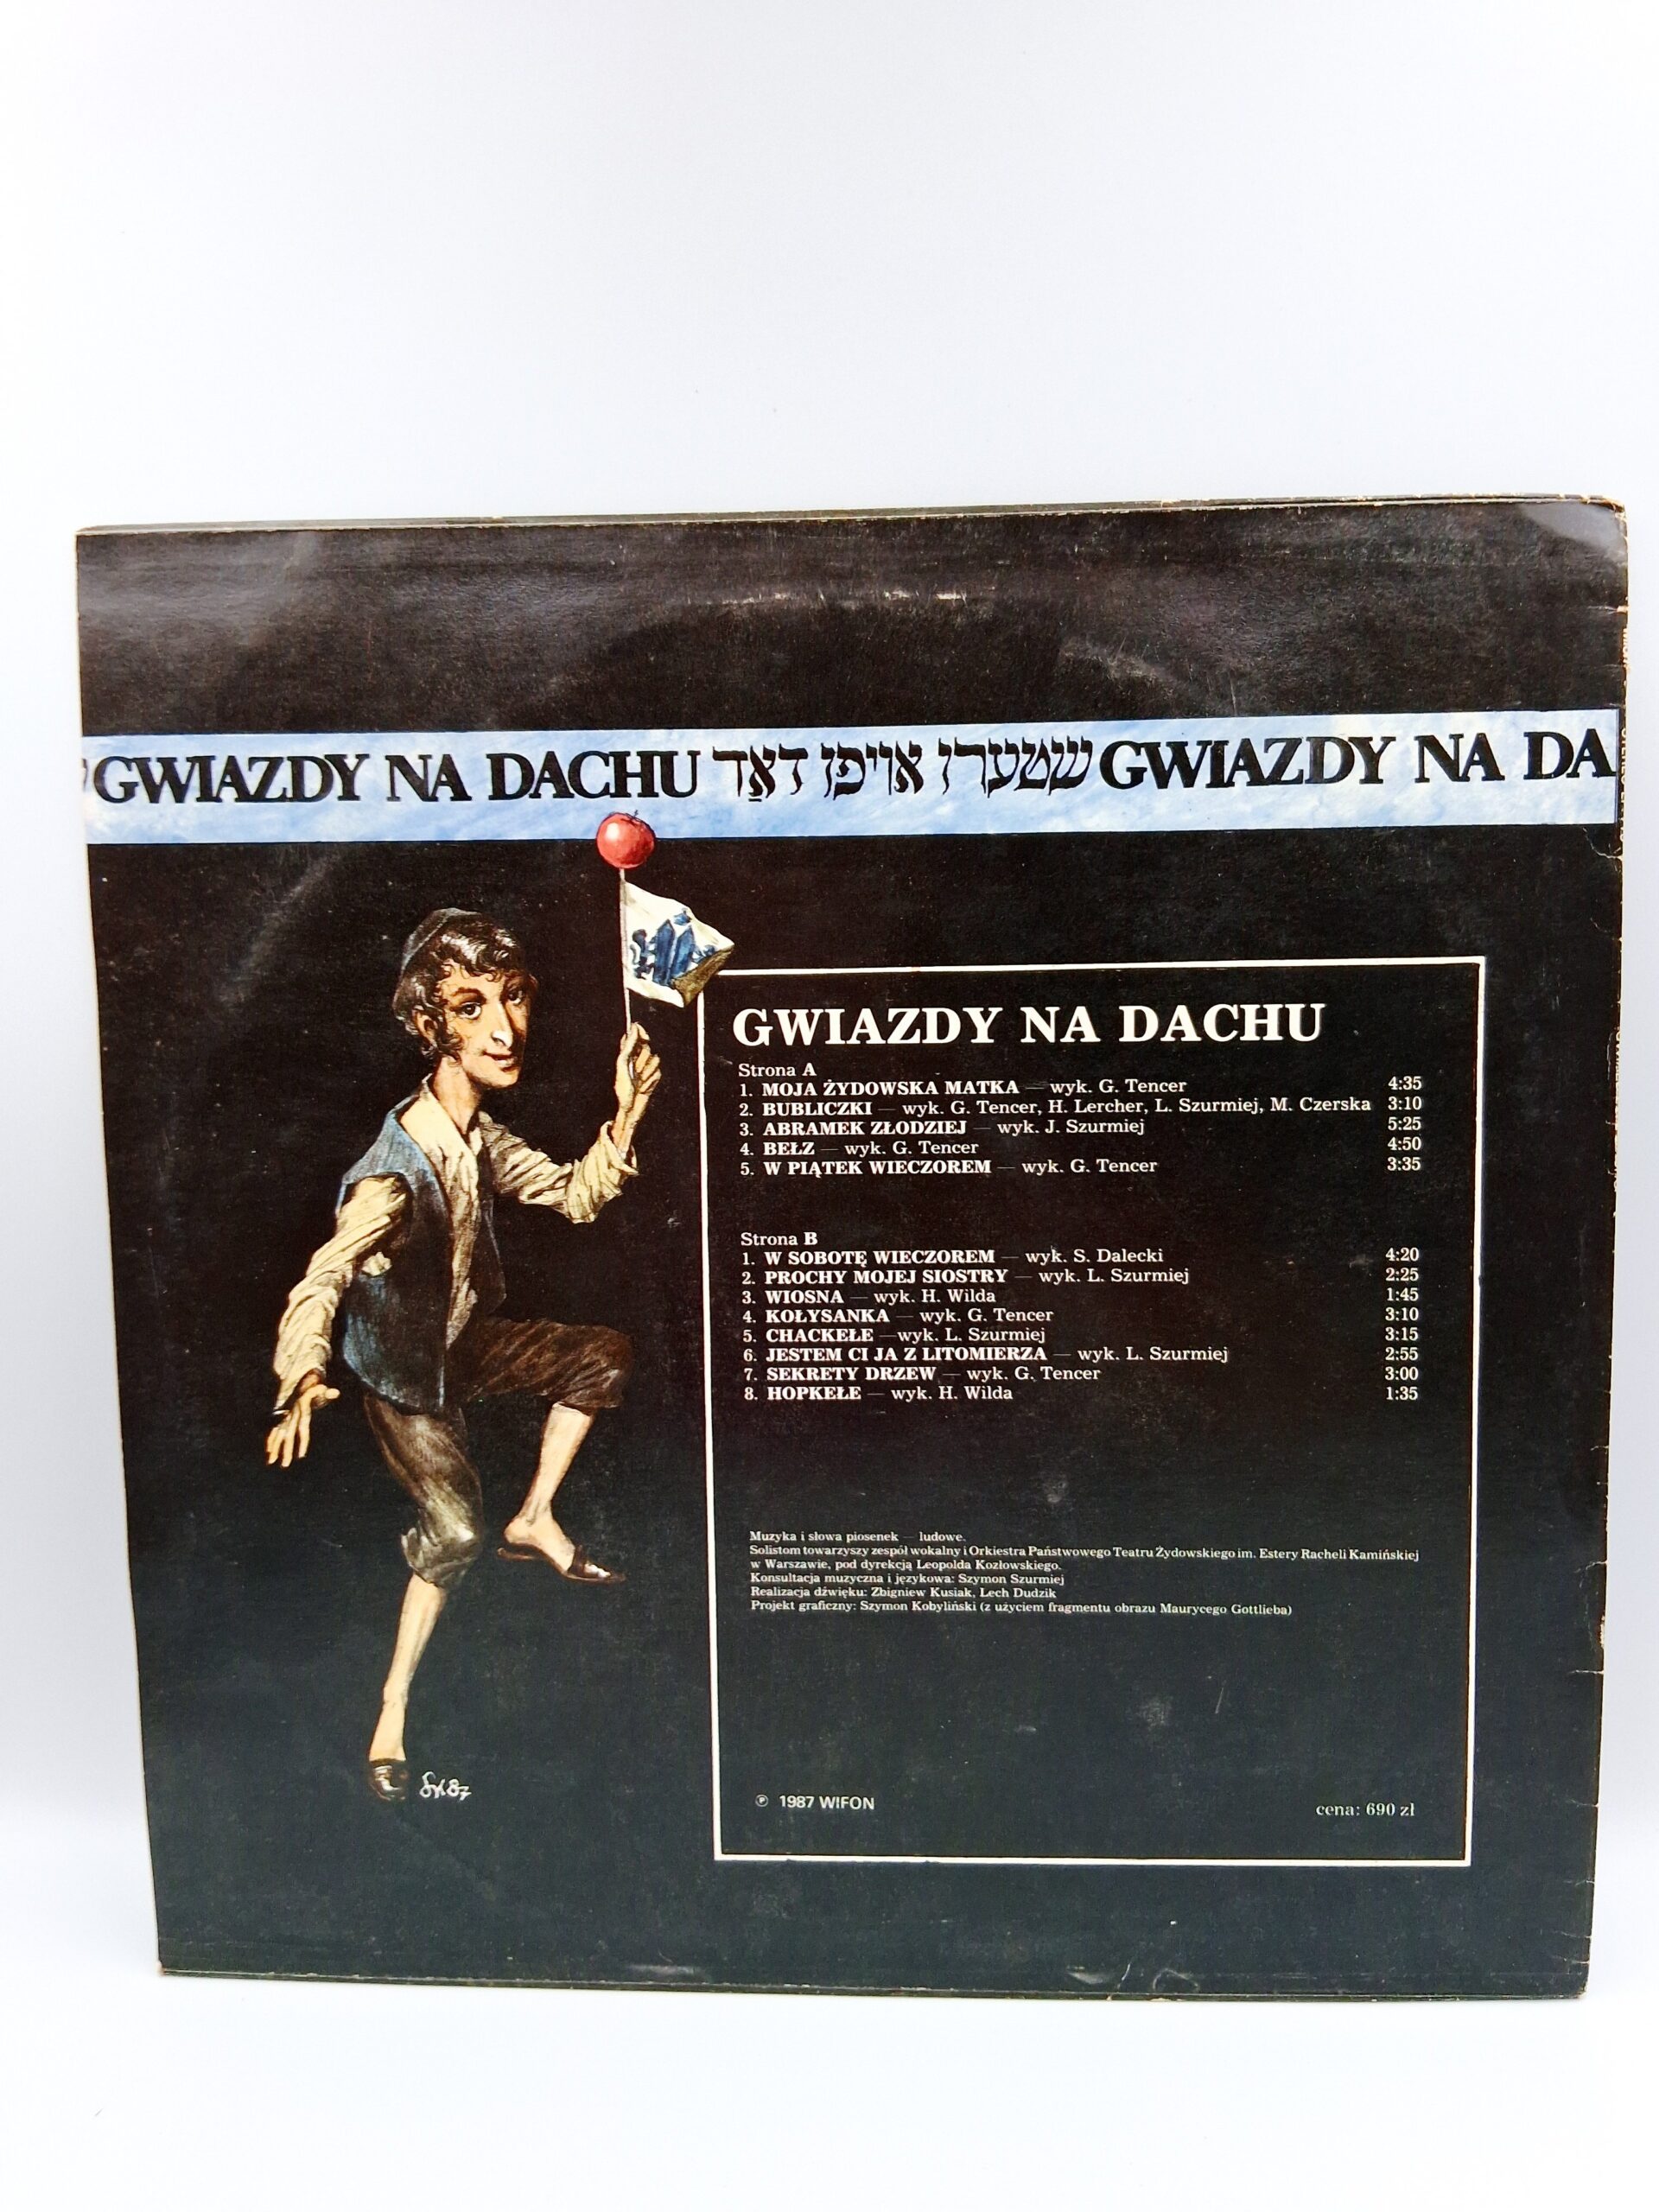 GWIAZDY NA DACHU שטערן אויפן דאַך GWIAZDY NA DA
GWIAZDY NA DACHU
Strona A
1. MOJA ŻYDOWSKA MATKA — wyk. G. Tencer 4:35
2. BUBLICZKI — wyk. G. Tencer, H. Lercher, L. Szurmiej, M. Czerska 3:10
3. ABRAMEK ZŁODZIEJ — wyk. J. Szurmiej 5:25
4. BEŁZ — wyk. G. Tencer 4:50
5. W PIĄTEK WIECZOREM — wyk. G. Tencer 3:35
Strona B
1. W SOBOTĘ WIECZOREM — wyk. S. Dalecki 4:20
2. PROCHY MOJEJ SIOSTRY — wyk. L. Szurmiej 2:25
3. WIOSNA — wyk. H. Wilda 1:45
4. KOŁYSANKA — wyk. G. Tencer 3:10
5. CHACKEŁE —wyk. L. Szurmiej 3:15
6. JESTEM CI JA Z LITOMIERZA — wyk. L. Szurmiej 2:55
7. SEKRETY DRZEW — wyk. G. Tencer 3:00
8. HOPKEŁE — wyk. H. Wilda 1:35
Muzyka i słowa piosenek — ludowe.
Solistom towarzyszy zespół wokalny i Orkiestra Państwowego Teatru Żydowskiego im. Estery Racheli Kamińskiej
w Warszawie, pod dyrekcją Leopolda Kozłowskiego.
Konsultacja muzyczna i językowa: Szymon Szurmiej
Realizacja dźwięku: Zbigniew Kusiak, Lech Dudzik
Projekt graficzny: Szymon Kobyliński (z użyciem fragmentu obrazu Maurycego Gottlieba)
℗ 1987 WIFON
cena: 690 zł